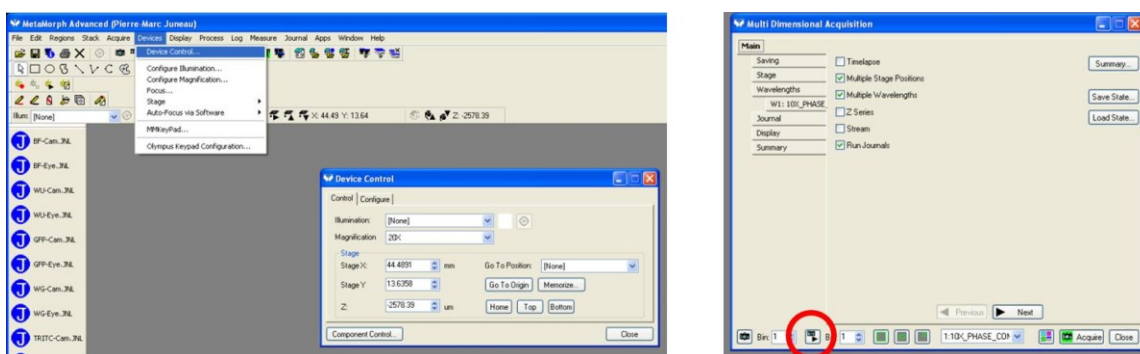 MetaMorph Advanced (Pierre-Marc Juneau)
File Edit Regions Stack Acquire Devices Display Process Log Measure Journal Apps Window Help
Device Control...
Configure Illumination...
Configure Magnification...
Focus...
Stage
Auto-Focus via Software
MMKeyPad...
Olympus Keypad Configuration...
Illum: [None]
X: 44.49 Y: 13.64
Z: -2578.39
BF-Cam.JNL
BF-Eye.JNL
WU-Cam.JNL
WU-Eye.JNL
GFP-Cam.JNL
GFP-Eye.JNL
WG-Cam.JNL
WG-Eye.JNL
TRITC-Cam.JNL
Device Control
Control Configure
Illumination: [None]
Magnification 20X
Stage
Stage X: 44.4891 mm Go To Position: [None]
Stage Y 13.6358 Go To Origin Memorize...
Z: -2578.39 um Home Top Bottom
Component Control... Close
Multi Dimensional Acquisition
Main
Saving
Stage
Wavelengths
W1: 10X_PHASE
Journal
Display
Summary
Timelapse
Multiple Stage Positions
Multiple Wavelengths
Z Series
Stream
Run Journals
Summary...
Save State...
Load State...
Previous Next
Bin: 1 B 1 1:10X_PHASE_CON Acquire Close